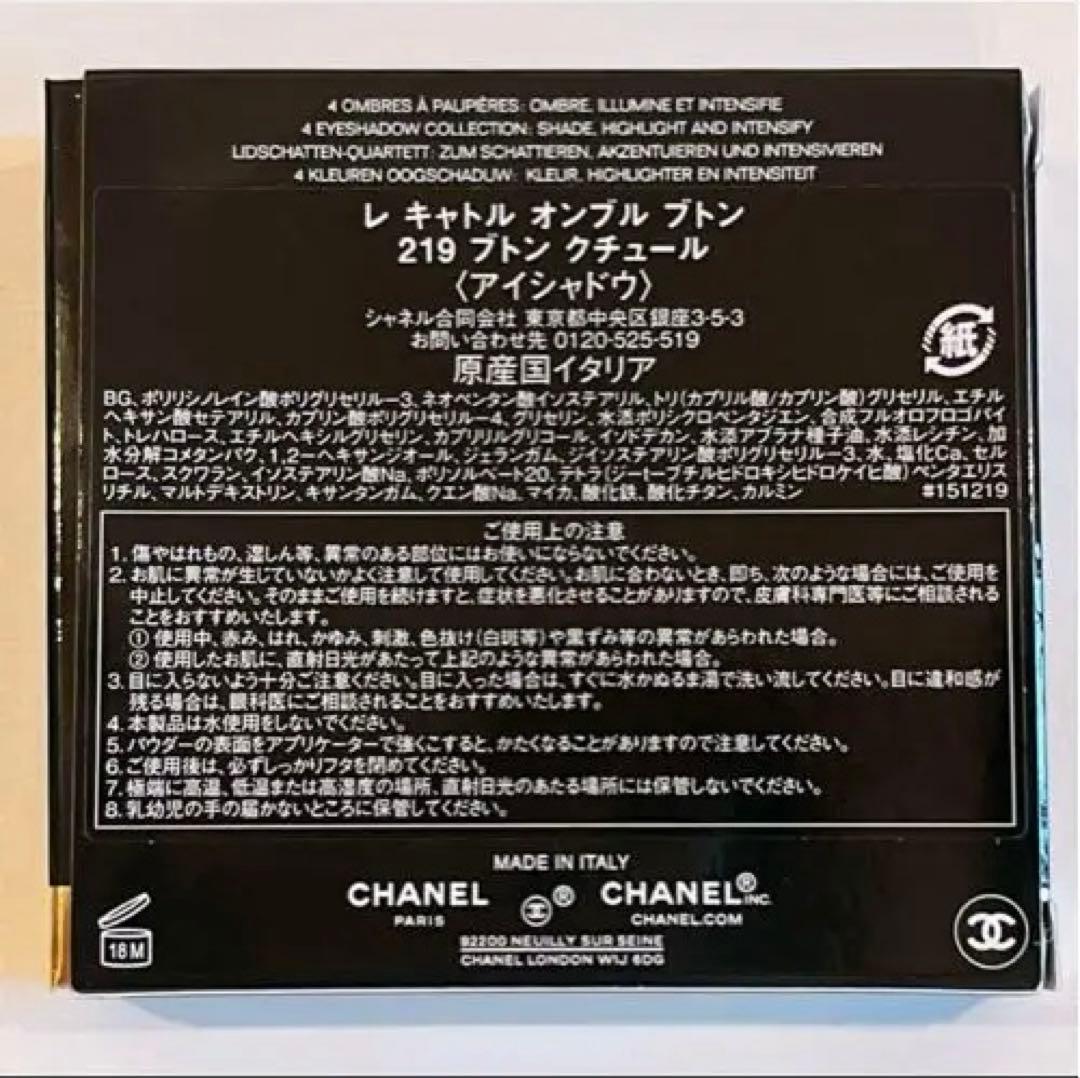 4 OMBRES À PAUPIÈRES: OMBRE, ILLUMINE ET INTENSIFIE
4 EYESHADOW COLLECTION: SHADE, HIGHLIGHT AND INTENSIFY
LIDSCHATTEN-QUARTETT: ZUM SCHATTIEREN, AKZENTUIEREN UND INTENSIVIEREN
4 KLEUREN OOGSCHADUW: KLEUR, HIGHLIGHTER EN INTENSITEIT
レ キャトル オンブル ブトン
219 ブトン クチュール
〈アイシャドウ〉
シャネル合同会社 東京都中央区銀座3-5-3
お問い合わせ先 0120-525-519
原産国イタリア
紙
BG、ポリリシノレイン酸ポリグリセリル-3、ネオペンタン酸イソステアリル、トリ(カプリル酸/カプリン酸)グリセリル、エチル
ヘキサン酸セテアリル、カプリン酸ポリグリセリル-4、グリセリン、水添ポリシクロペンタジエン、合成フルオロフロゴパイ
ト、トレハロース、エチルヘキシルグリセリン、カプリリルグリコール、イソドデカン、水添アブラナ種子油、水添レシチン、加
水分解コメタンパク、1,2-ヘキサンジオール、ジェランガム、ジイソステアリン酸ポリグリセリル-3、水、塩化Ca、セル
ロース、スクワラン、イソステアリン酸Na、ポリソルベート20、テトラ(ジ-t-ブチルヒドロキシヒドロケイヒ酸)ペンタエリス
リチル、マルトデキストリン、キサンタンガム、クエン酸Na、マイカ、酸化鉄、酸化チタン、カルミン #151219
ご使用上の注意
1. 傷やはれもの、湿しん等、異常のある部位にはお使いにならないでください。
2. お肌に異常が生じていないかよく注意して使用してください。お肌に合わないとき、即ち、次のような場合には、ご使用を
中止してください。そのままご使用を続けますと、症状を悪化させることがありますので、皮膚科専門医等にご相談される
ことをおすすめいたします。
① 使用中、赤み、はれ、かゆみ、刺激、色抜け(白斑等)や黒ずみ等の異常があらわれた場合。
② 使用したお肌に、直射日光があたって上記のような異常があらわれた場合。
3. 目に入らないよう十分ご注意ください。目に入った場合は、すぐに水かぬるま湯で洗い流してください。目に違和感が
残る場合は、眼科医にご相談されることをおすすめいたします。
4. 本製品は水使用をしないでください。
5. パウダーの表面をアプリケーターで強くこすると、かたくなることがありますので注意してください。
6. ご使用後は、必ずしっかりフタを閉めてください。
7. 極端に高温、低温または高湿度の場所、直射日光のあたる場所には保管しないでください。
8. 乳幼児の手の届かないところに保管してください。
MADE IN ITALY
CHANEL ® CHANEL® INC.
PARIS CHANEL.COM
92200 NEUILLY SUR SEINE
CHANEL LONDON W1J 6DG
18 M